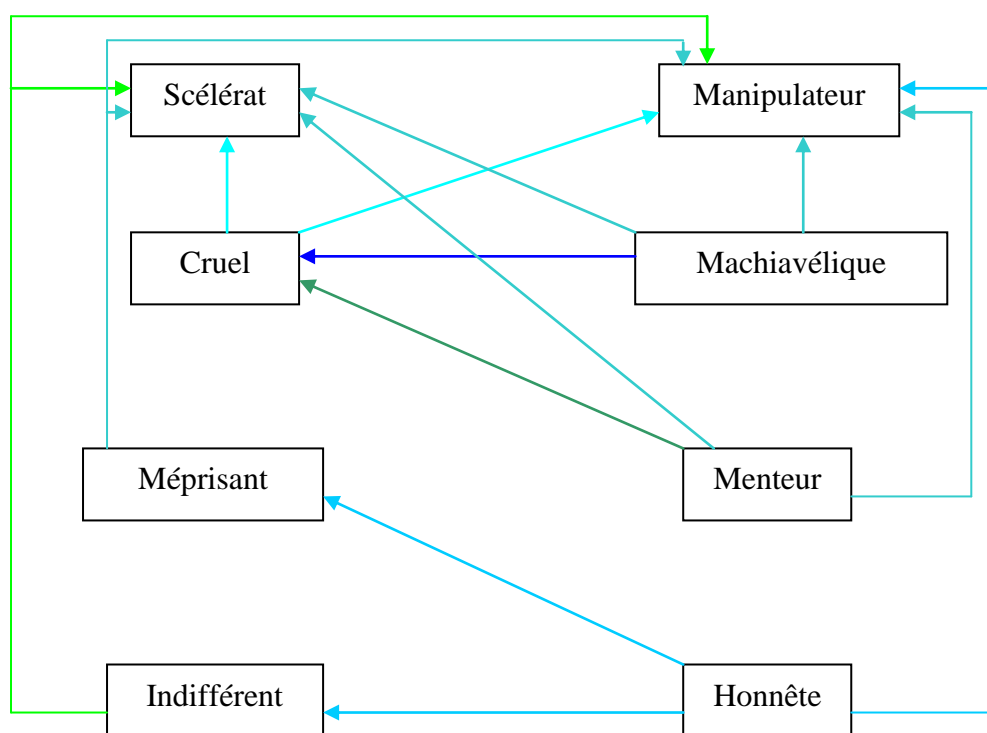 Scélérat
Manipulateur
Cruel
Machiavélique
Méprisant
Menteur
Indifférent
Honnête